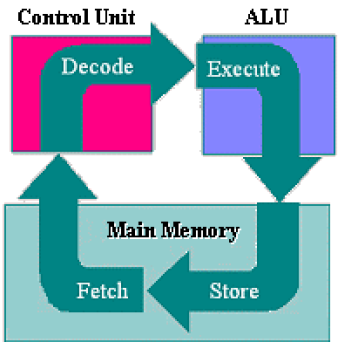 Control Unit
ALU
Decode
Execute
Main Memory
Fetch
Store